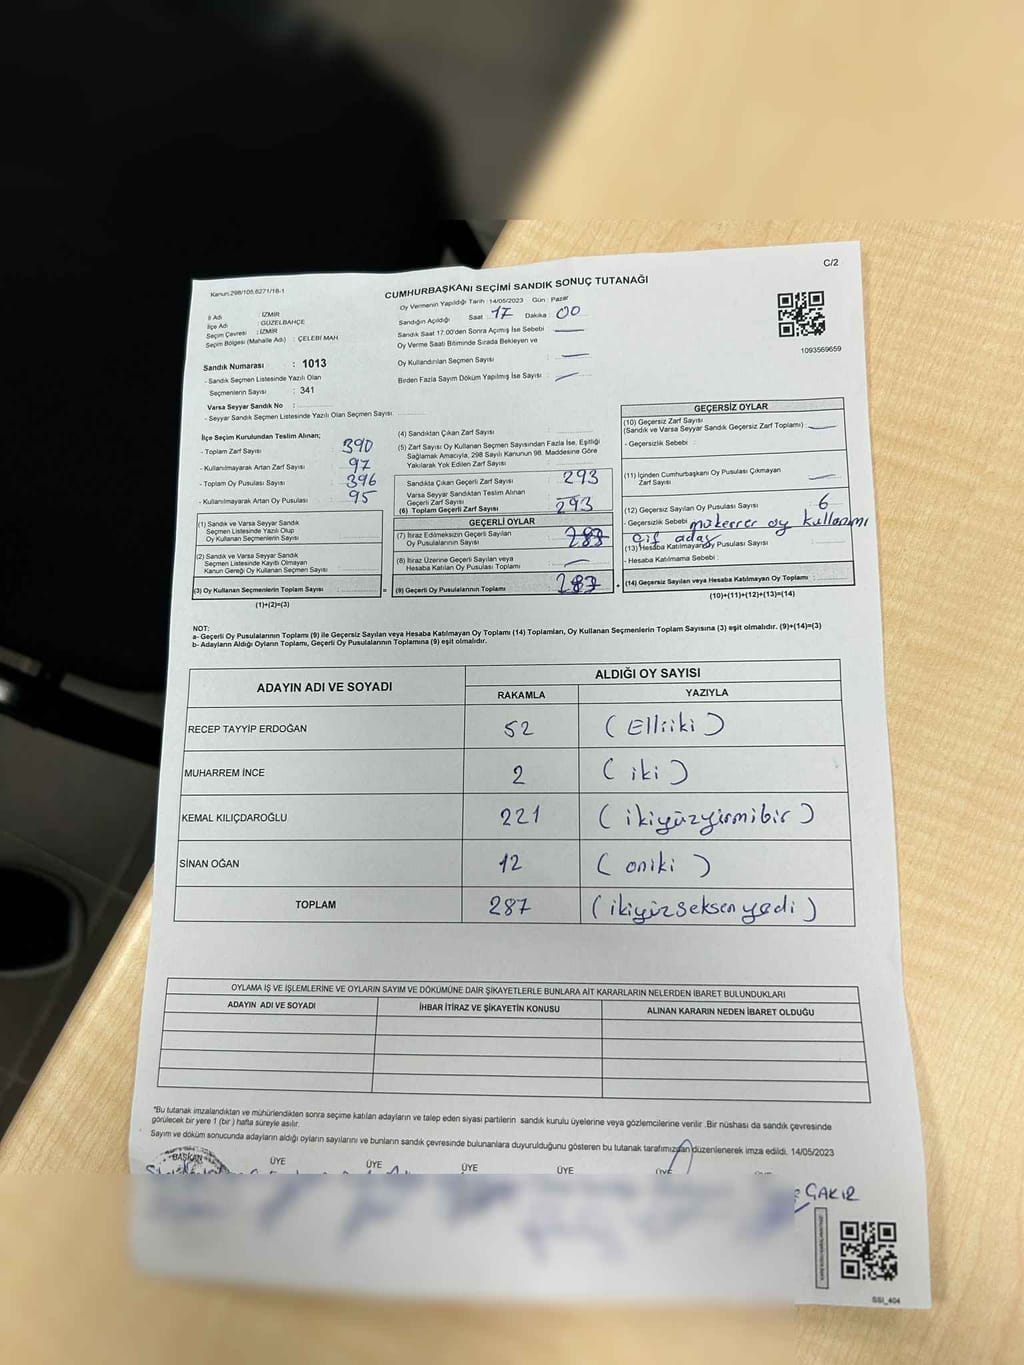 C/2
Kanun:298/105,6271/18-1
CUMHURBAŞKANI SEÇİMİ SANDIK SONUÇ TUTANAĞI
Oy Vermenin Yapıldığı Tarih : 14/05/2023 Gün : Pazar
İl Adı : İZMİR
İlçe Adı : GÜZELBAHÇE
Seçim Çevresi : İZMİR
Seçim Bölgesi (Mahalle Adı) : ÇELEBİ MAH
Sandığın Açıldığı Saat : 17 Dakika : 00
Sandık Saat 17:00'den Sonra Açımış İse Sebebi
Oy Verme Saati Bitiminde Sırada Bekleyen ve
Oy Kullandırılan Seçmen Sayısı :
Birden Fazla Sayım Döküm Yapılmış İse Sayısı :
1093569659
Sandık Numarası : 1013
- Sandık Seçmen Listesinde Yazılı Olan
Seçmenlerin Sayısı : 341
Varsa Seyyar Sandık No :
- Seyyar Sandık Seçmen Listesinde Yazılı Olan Seçmen Sayısı:
İlçe Seçim Kurulundan Teslim Alınan;
- Toplam Zarf Sayısı : 390
- Kullanılmayarak Artan Zarf Sayısı : 97
- Toplam Oy Pusulası Sayısı : 396
- Kullanılmayarak Artan Oy Pusulası : 95
(1) Sandık ve Varsa Seyyar Sandık
Seçmen Listesinde Yazılı Olup
Oy Kullanan Seçmenlerin Sayısı :
(2) Sandık ve Varsa Seyyar Sandık
Seçmen Listesinde Kayıtlı Olmayan
Kanun Gereği Oy Kullanan Seçmen Sayısı :
(3) Oy Kullanan Seçmenlerin Toplam Sayısı : =
(1)+(2)=(3)
(4) Sandıktan Çıkan Zarf Sayısı :
(5) Zarf Sayısı Oy Kullanan Seçmen Sayısından Fazla İse, Eşitliği
Sağlamak Amacıyla, 298 Sayılı Kanunun 98. Maddesine Göre
Yakılarak Yok Edilen Zarf Sayısı :
Sandıkta Çıkan Geçerli Zarf Sayısı : 293
Varsa Seyyar Sandıktan Teslim Alınan
Geçerli Zarf Sayısı :
(6) Toplam Geçerli Zarf Sayısı : 293
GEÇERLİ OYLAR
(7) İtiraz Edilmeksizin Geçerli Sayılan
Oy Pusulalarının Sayısı : 287
(8) İtiraz Üzerine Geçerli Sayılan veya
Hesaba Katılan Oy Pusulası Toplamı :
(9) Geçerli Oy Pusulalarının Toplamı : 287 +
GEÇERSİZ OYLAR
(10) Geçersiz Zarf Sayısı
(Sandık ve Varsa Seyyar Sandık Geçersiz Zarf Toplamı) :
- Geçersizlik Sebebi :
(11) İçinden Cumhurbaşkanı Oy Pusulası Çıkmayan
Zarf Sayısı :
(12) Geçersiz Sayılan Oy Pusulası Sayısı : 6
- Geçersizlik Sebebi : mükerrer oy kullanımı
çif aday
(13) Hesaba Katılmayan Oy Pusulası Sayısı :
- Hesaba Katılmama Sebebi :
(14) Geçersiz Sayılan veya Hesaba Katılmayan Oy Toplamı :
(10)+(11)+(12)+(13)=(14)
NOT:
a- Geçerli Oy Pusulalarının Toplamı (9) ile Geçersiz Sayılan veya Hesaba Katılmayan Oy Toplamı (14) Toplamları, Oy Kullanan Seçmenlerin Toplam Sayısına (3) eşit olmalıdır. (9)+(14)=(3)
b- Adayların Aldığı Oyların Toplamı, Geçerli Oy Pusulalarının Toplamına (9) eşit olmalıdır.
ADAYIN ADI VE SOYADI
ALDIĞI OY SAYISI
RAKAMLA YAZIYLA
RECEP TAYYİP ERDOĞAN 52 (Elliiki)
MUHARREM İNCE 2 (iki)
KEMAL KILIÇDAROĞLU 221 (ikiyüzyirmibir)
SİNAN OĞAN 12 (oniki)
TOPLAM 287 (ikiyüzseksenyedi)
OYLAMA İŞ VE İŞLEMLERİNE VE OYLARIN SAYIM VE DÖKÜMÜNE DAİR ŞİKAYETLERLE BUNLARA AİT KARARLARIN NELERDEN İBARET BULUNDUKLARI
ADAYIN ADI VE SOYADI İHBAR İTİRAZ VE ŞİKAYETİN KONUSU ALINAN KARARIN NEDEN İBARET OLDUĞU
*Bu tutanak imzalandıktan ve mühürlendikten sonra seçime katılan adayların ve talep eden siyasi partilerin sandık kurulu üyelerine veya gözlemcilerine verilir .Bir nüshası da sandık çevresinde
görülecek bir yere 1 (bir ) hafta süreyle asılır.
Sayım ve döküm sonucunda adayların aldığı oyların sayılarını ve bunların sandık çevresinde bulunanlara duyurulduğunu gösteren bu tutanak tarafımızdan düzenlenerek imza edildi. 14/05/2023
BAŞKAN ÜYE ÜYE ÜYE ÜYE ÜYE
ÇAKIR
SSI_404